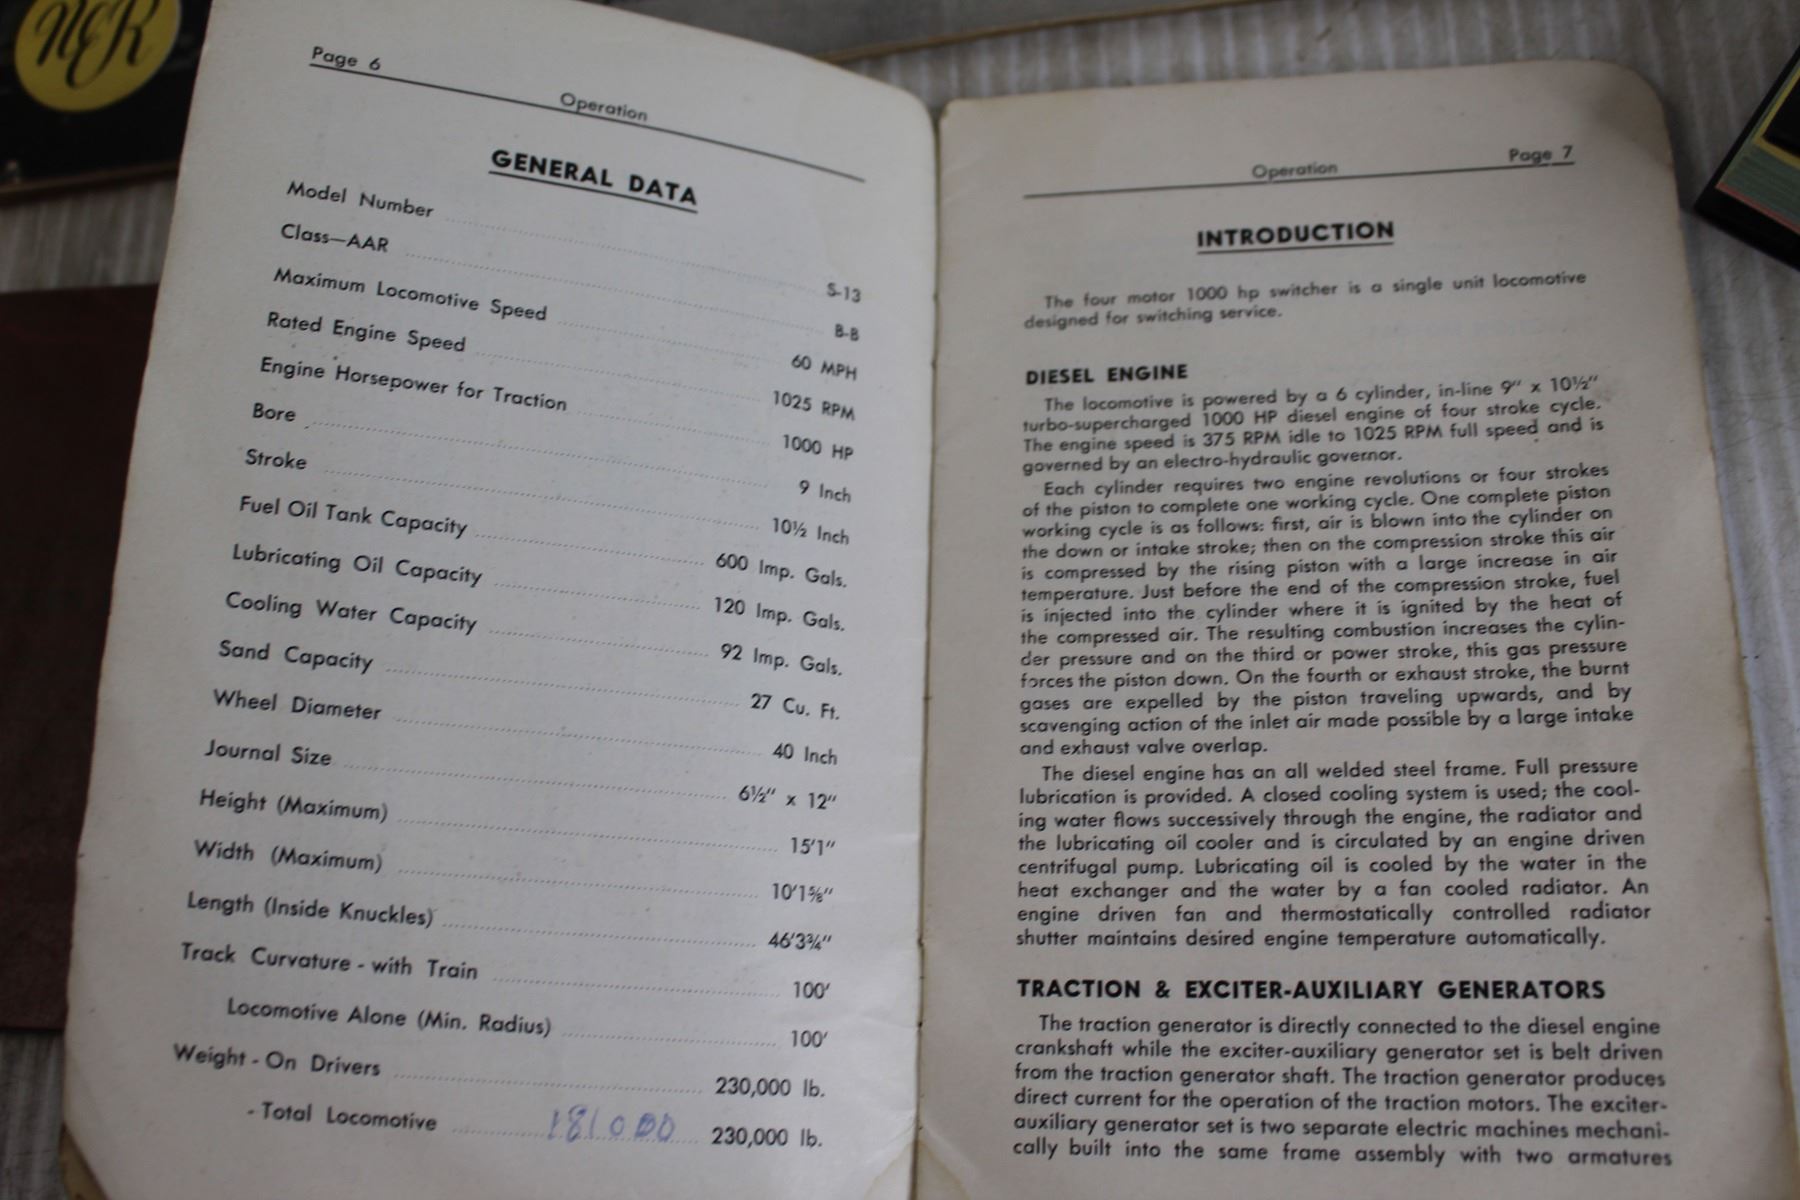 NER
Page 6
Operation
GENERAL DATA
Model Number ........ S-13
Class—AAR ........ B-B
Maximum Locomotive Speed ........ 60 MPH
Rated Engine Speed ........ 1025 RPM
Engine Horsepower for Traction ........ 1000 HP
Bore ........ 9 Inch
Stroke ........ 10½ Inch
Fuel Oil Tank Capacity ........ 600 Imp. Gals.
Lubricating Oil Capacity ........ 120 Imp. Gals.
Cooling Water Capacity ........ 92 Imp. Gals.
Sand Capacity ........ 27 Cu. Ft.
Wheel Diameter ........ 40 Inch
Journal Size ........ 6½" x 12"
Height (Maximum) ........ 15'1"
Width (Maximum) ........ 10'1⅝"
Length (Inside Knuckles) ........ 46'3¾"
Track Curvature - with Train ........ 100'
Locomotive Alone (Min. Radius) ........ 100'
Weight - On Drivers ........ 230,000 lb.
- Total Locomotive ........ 181000 ........ 230,000 lb.
Operation
Page 7
INTRODUCTION
The four motor 1000 hp switcher is a single unit locomotive
designed for switching service.
DIESEL ENGINE
The locomotive is powered by a 6 cylinder, in-line 9" x 10½"
turbo-supercharged 1000 HP diesel engine of four stroke cycle.
The engine speed is 375 RPM idle to 1025 RPM full speed and is
governed by an electro-hydraulic governor.
Each cylinder requires two engine revolutions or four strokes
of the piston to complete one working cycle. One complete piston
working cycle is as follows: first, air is blown into the cylinder on
the down or intake stroke; then on the compression stroke this air
is compressed by the rising piston with a large increase in air
temperature. Just before the end of the compression stroke, fuel
is injected into the cylinder where it is ignited by the heat of
the compressed air. The resulting combustion increases the cylin-
der pressure and on the third or power stroke, this gas pressure
forces the piston down. On the fourth or exhaust stroke, the burnt
gases are expelled by the piston traveling upwards, and by
scavenging action of the inlet air made possible by a large intake
and exhaust valve overlap.
The diesel engine has an all welded steel frame. Full pressure
lubrication is provided. A closed cooling system is used; the cool-
ing water flows successively through the engine, the radiator and
the lubricating oil cooler and is circulated by an engine driven
centrifugal pump. Lubricating oil is cooled by the water in the
heat exchanger and the water by a fan cooled radiator. An
engine driven fan and thermostatically controlled radiator
shutter maintains desired engine temperature automatically.
TRACTION & EXCITER-AUXILIARY GENERATORS
The traction generator is directly connected to the diesel engine
crankshaft while the exciter-auxiliary generator set is belt driven
from the traction generator shaft. The traction generator produces
direct current for the operation of the traction motors. The exciter-
auxiliary generator set is two separate electric machines mechani-
cally built into the same frame assembly with two armatures